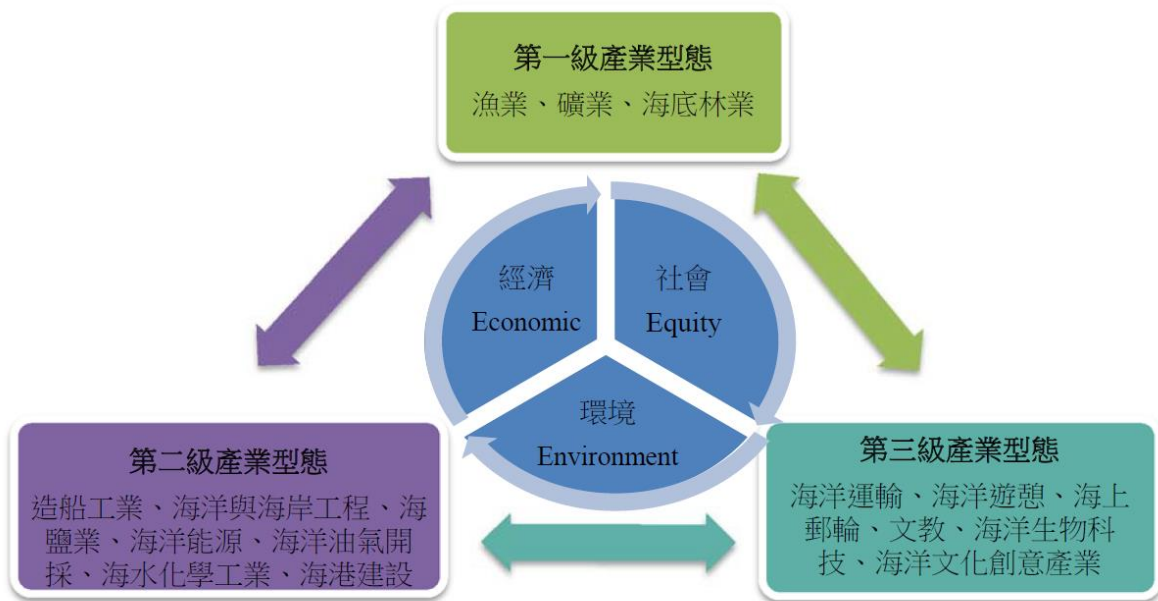 第一級產業型態
漁業、礦業、海底林業
經濟
Economic
社會
Equity
環境
Environment
第二級產業型態
造船工業、海洋與海岸工程、海
鹽業、海洋能源、海洋油氣開
採、海水化學工業、海港建設
第三級產業型態
海洋運輸、海洋遊憩、海上
郵輪、文教、海洋生物科
技、海洋文化創意產業